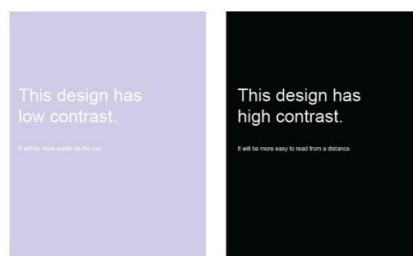 This design has
low contrast.
It will be more subtle on the eye.
This design has
high contrast.
It will be more easy to read from a distance.